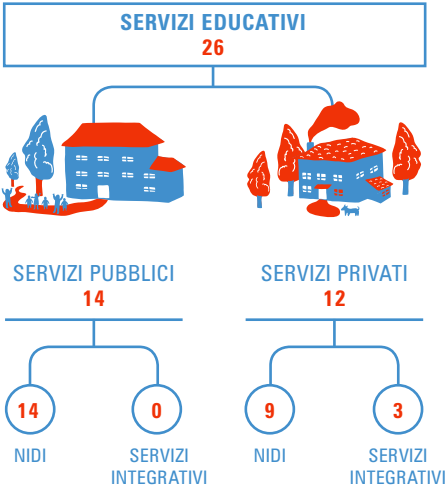 SERVIZI EDUCATIVI
26
SERVIZI PUBBLICI
14
SERVIZI PRIVATI
12
14
NIDI
0
SERVIZI
INTEGRATIVI
9
NIDI
3
SERVIZI
INTEGRATIVI